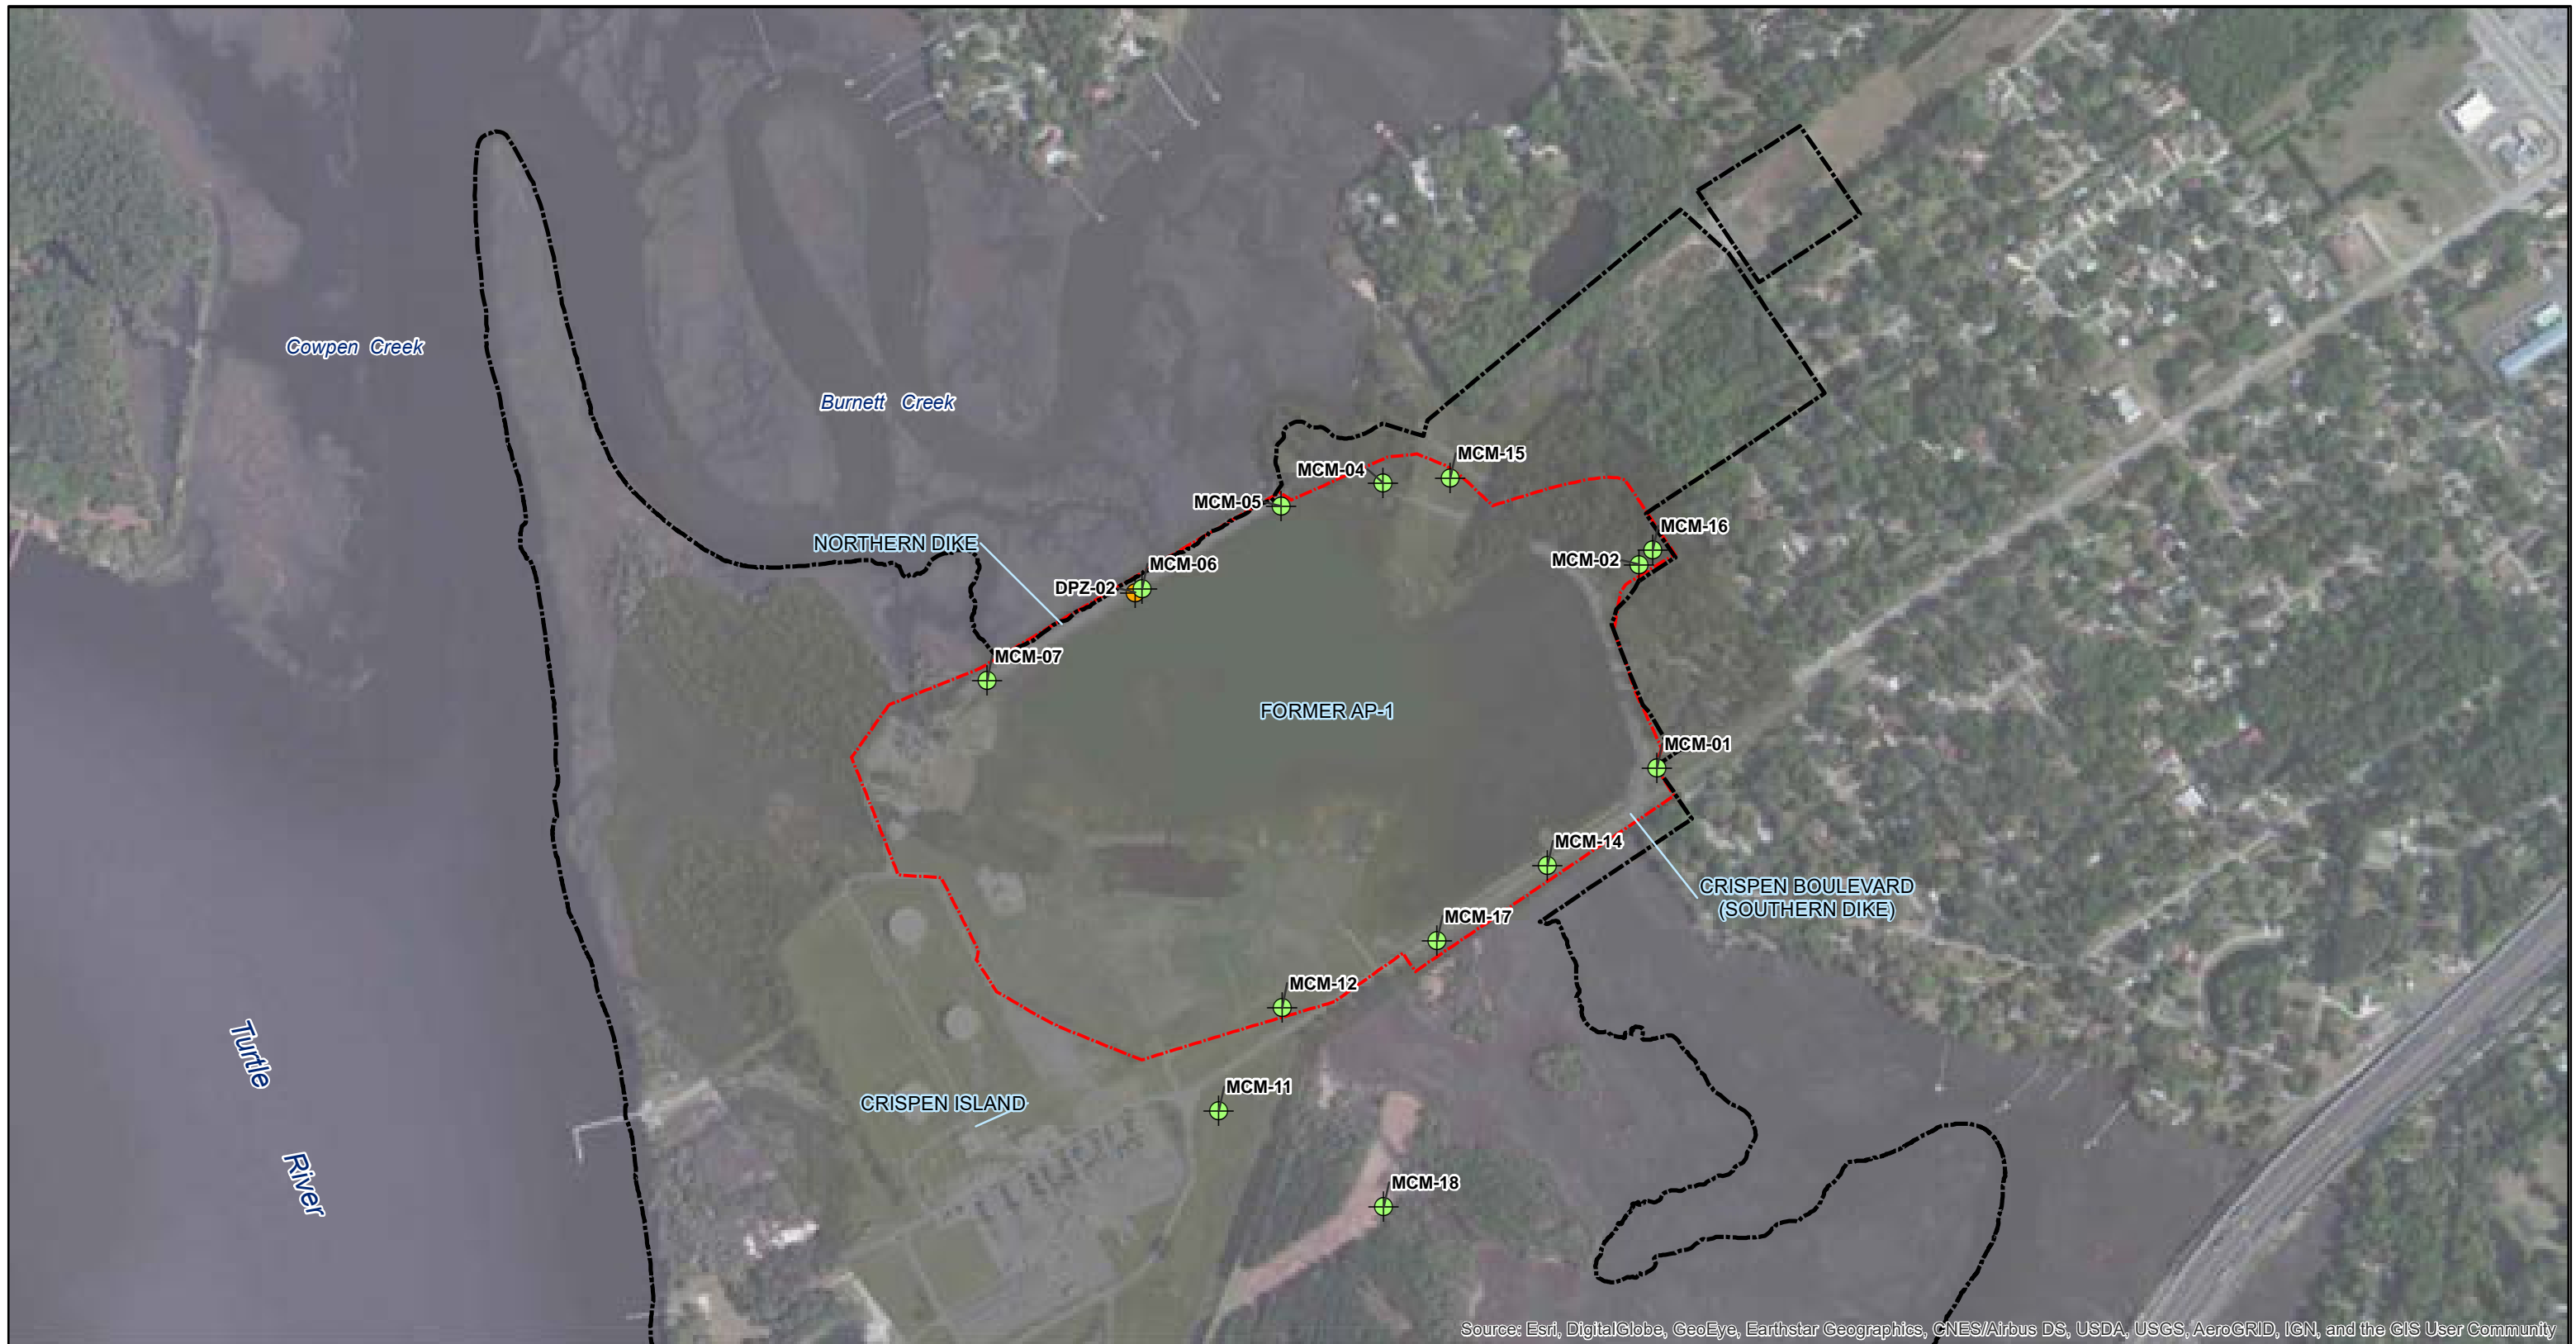 Cowpen Creek
Burnett Creek
MCM-15
MCM-04
MCM-05
MCM-16
NORTHERN DIKE
MCM-02
MCM-06
DPZ-02
MCM-07
FORMER AP-1
MCM-01
MCM-14
CRISPEN BOULEVARD
(SOUTHERN DIKE)
MCM-17
MCM-12
Turtle
River
MCM-11
CRISPEN ISLAND
MCM-18
Source: Esri, DigitalGlobe, GeoEye, Earthstar Geographics, CNES/Airbus DS, USDA, USGS, AeroGRID, IGN, and the GIS User Community